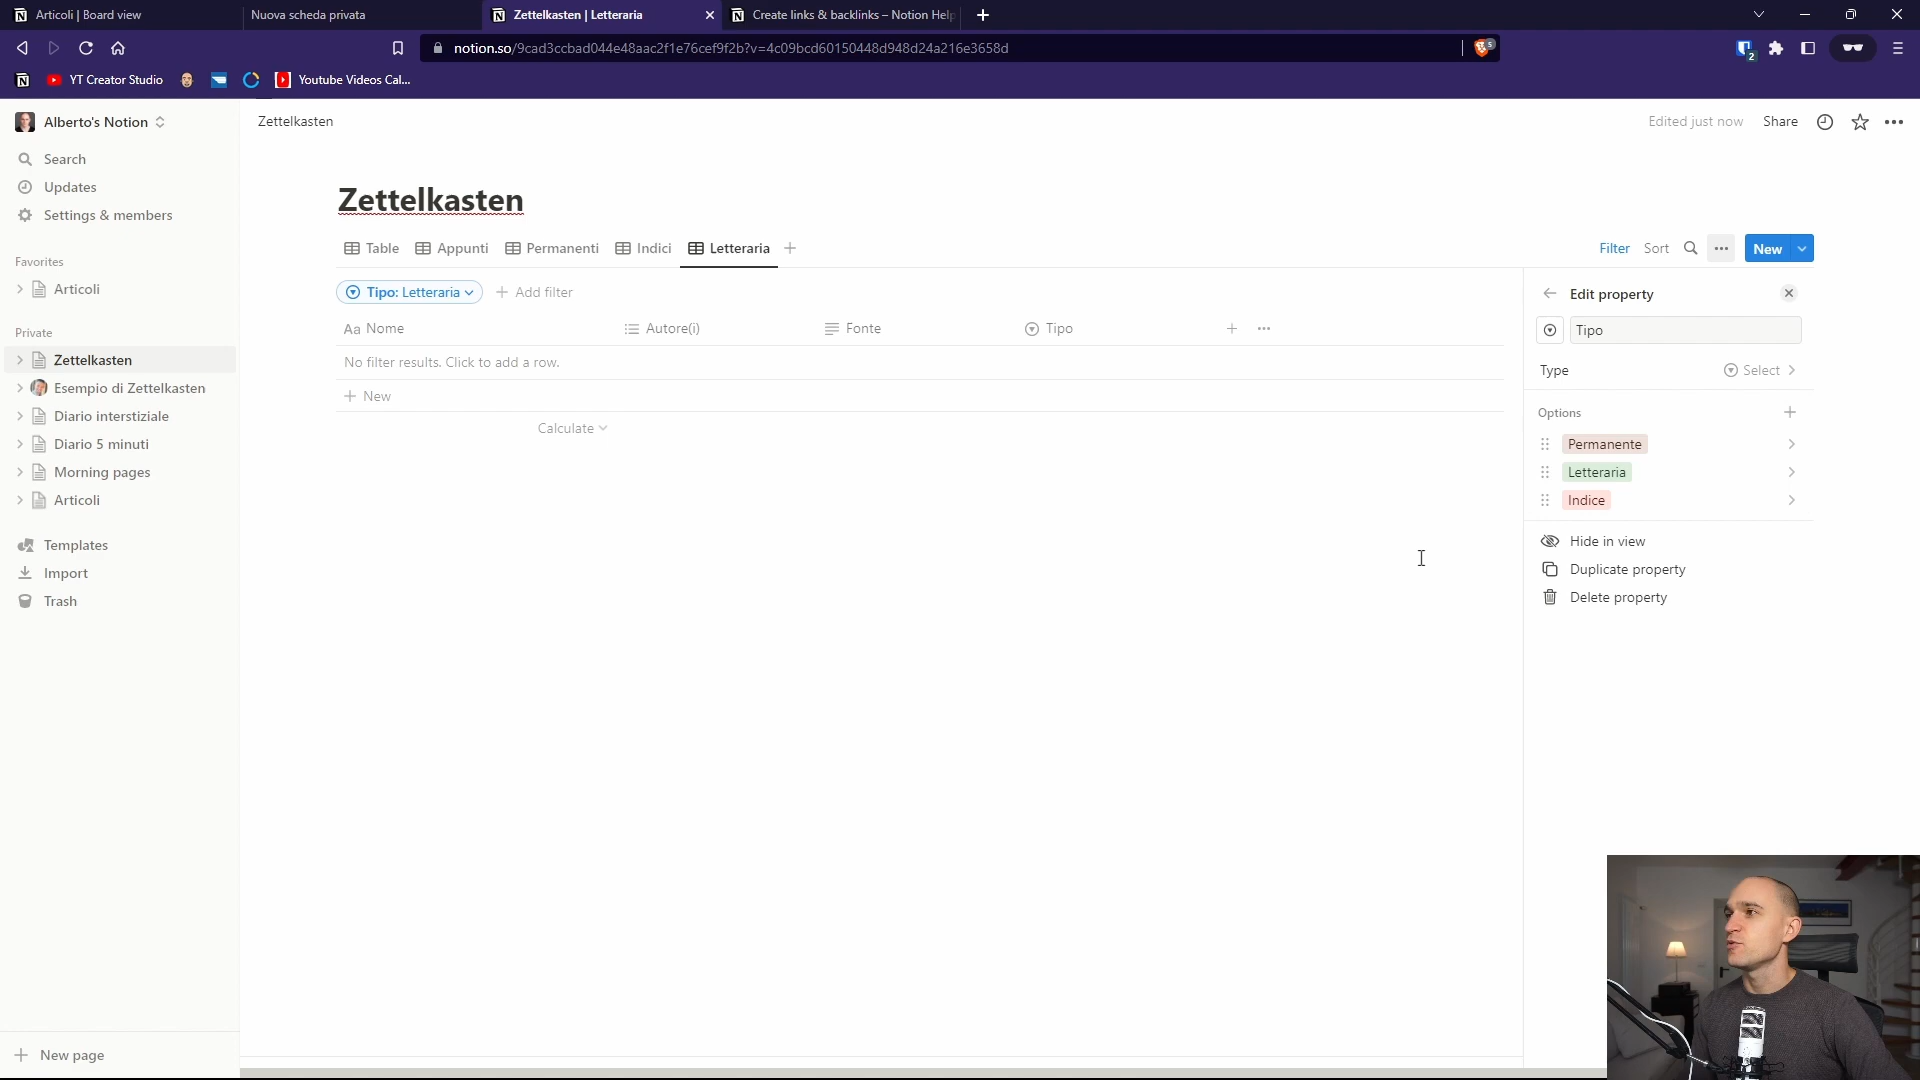 Articoli | Board view
Nuova scheda privata
Zettelkasten | Letteraria
Create links & backlinks – Notion Help
notion.so/9cad3ccbad044e48aac2f1e76cef9f2b?v=4c09bcd60150448d948d24a216e3658d
5
2
YT Creator Studio
Youtube Videos Cal...
Alberto's Notion
Search
Updates
Settings & members
Favorites
Articoli
Private
Zettelkasten
Esempio di Zettelkasten
Diario interstiziale
Diario 5 minuti
Morning pages
Articoli
Templates
Import
Trash
New page
Zettelkasten
Edited just now
Share
Zettelkasten
Table
Appunti
Permanenti
Indici
Letteraria
Filter
Sort
New
Tipo: Letteraria
Add filter
Aa Nome
Autore(i)
Fonte
Tipo
No filter results. Click to add a row.
New
Calculate
Edit property
Tipo
Type
Select
Options
Permanente
Letteraria
Indice
Hide in view
Duplicate property
Delete property